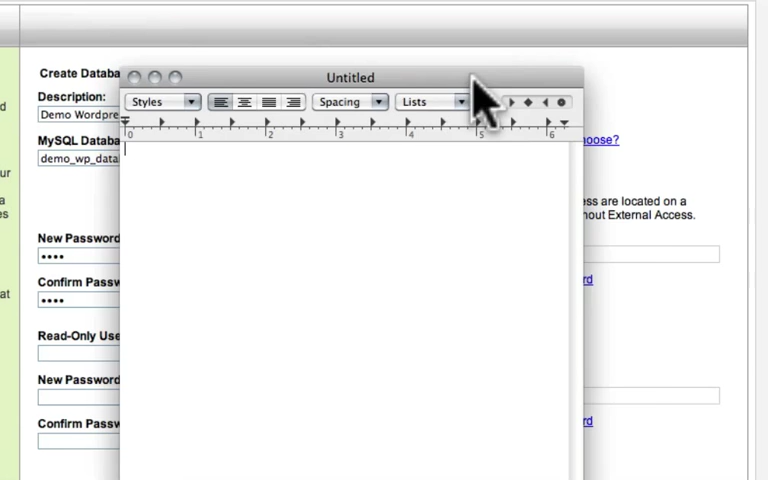 Create Databa
Untitled
Description:
Demo Wordpre
Styles
Spacing
Lists
0 1 2 3 4 5 6
MySQL Databa
hoose?
demo_wp_data
ess are located on a
hout External Access.
New Password
••••
Confirm Passw
rd
••••
Read-Only Use
New Password
Confirm Passw
rd
d
ur
a
es
at